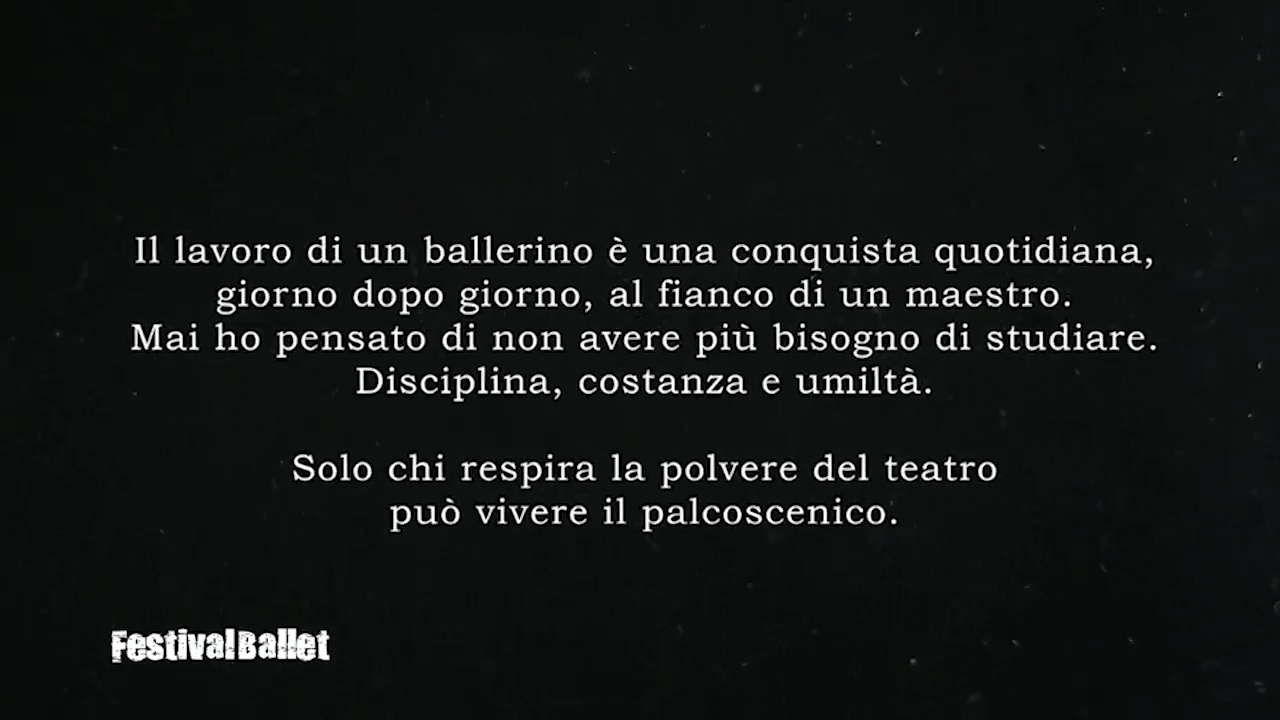 Il lavoro di un ballerino è una conquista quotidiana,
giorno dopo giorno, al fianco di un maestro.
Mai ho pensato di non avere più bisogno di studiare.
Disciplina, costanza e umiltà.
Solo chi respira la polvere del teatro
può vivere il palcoscenico.
FestivalBallet